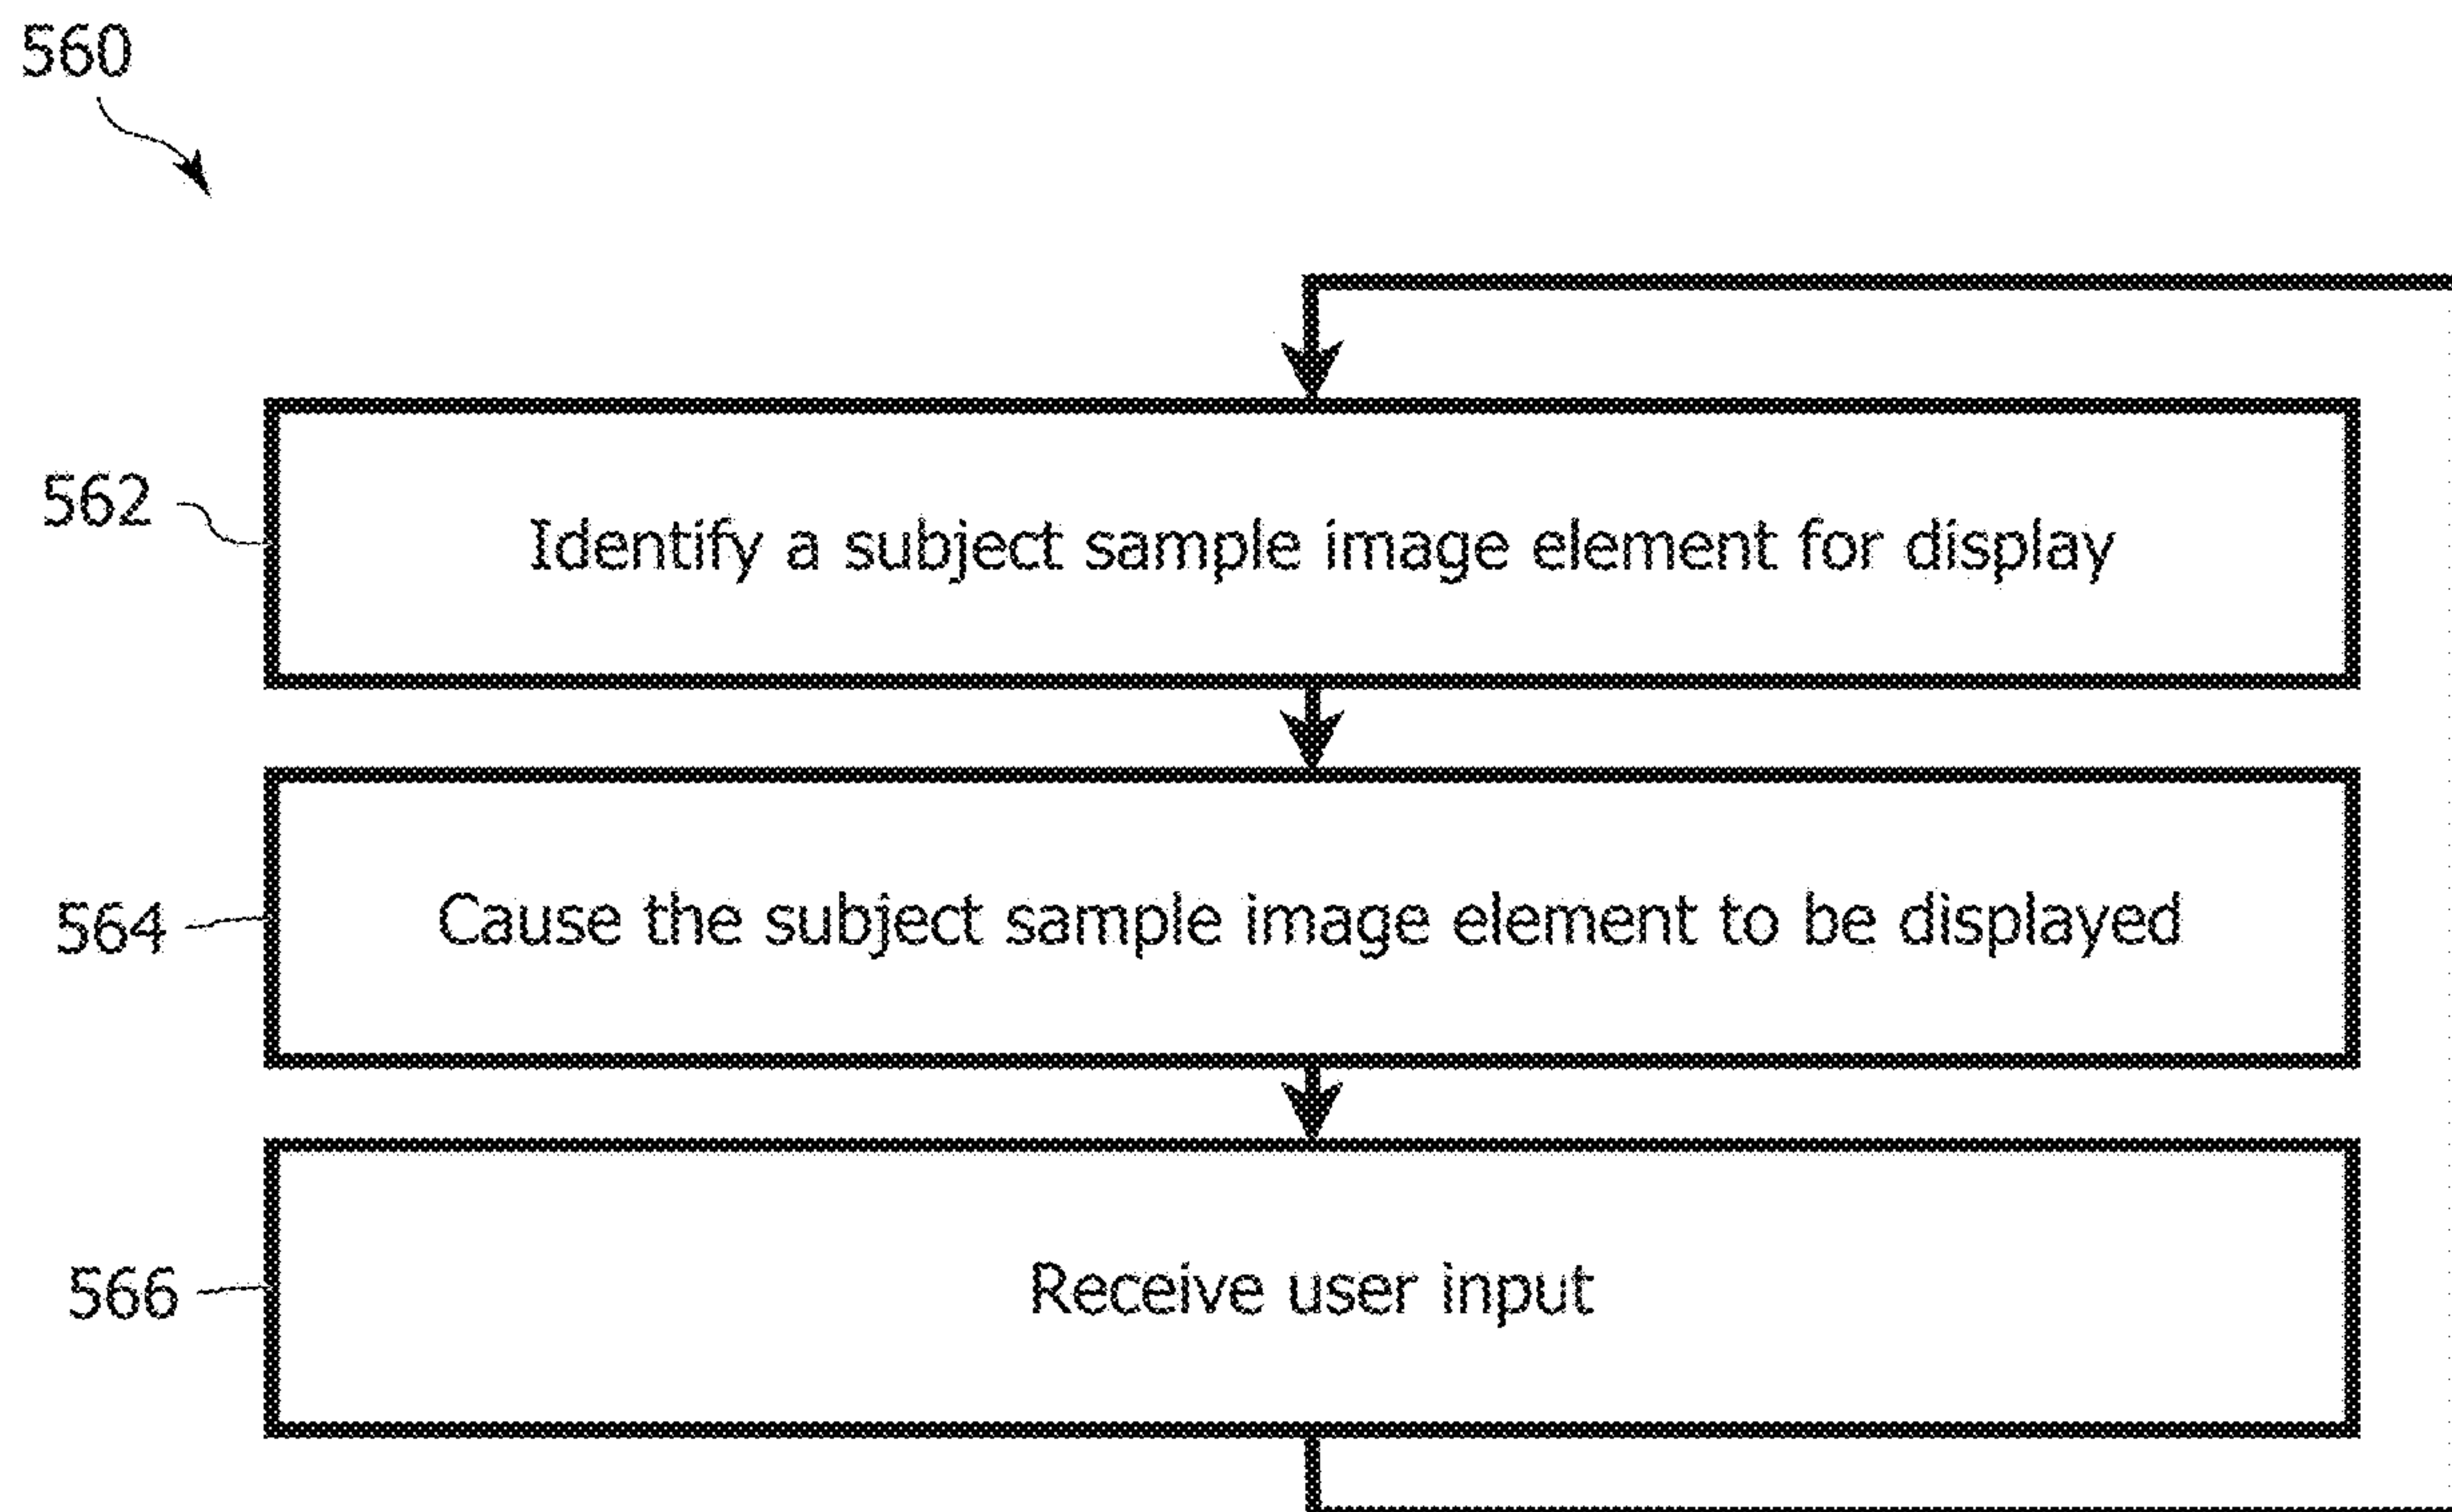 560
562
Identify a subject sample image element for display
564
Cause the subject sample image element to be displayed
566
Receive user input